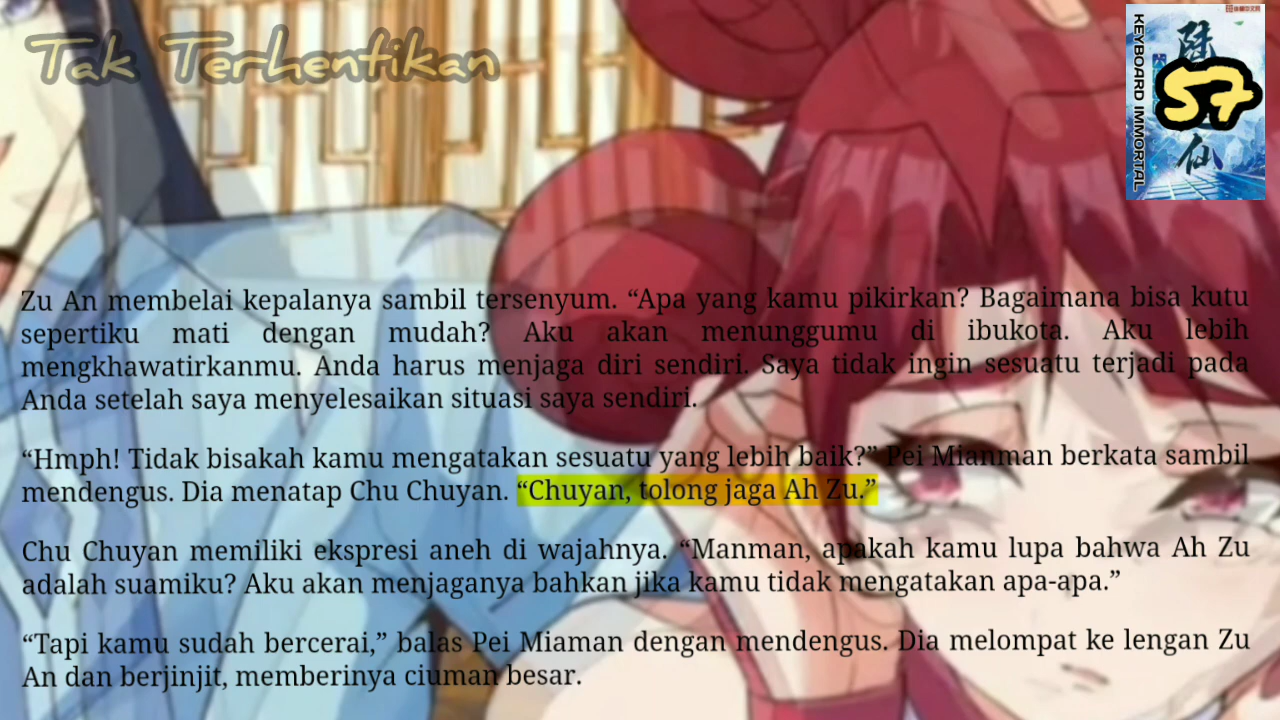 Tak Terhentikan
KEYBOARD IMMORTAL
陆
仙
57
Zu An membelai kepalanya sambil tersenyum. “Apa yang kamu pikirkan? Bagaimana bisa kutu
sepertiku mati dengan mudah? Aku akan menunggumu di ibukota. Aku lebih
mengkhawatirkanmu. Anda harus menjaga diri sendiri. Saya tidak ingin sesuatu terjadi pada
Anda setelah saya menyelesaikan situasi saya sendiri.
“Hmph! Tidak bisakah kamu mengatakan sesuatu yang lebih baik?” Pei Mianman berkata sambil
mendengus. Dia menatap Chu Chuyan. “Chuyan, tolong jaga Ah Zu.”
Chu Chuyan memiliki ekspresi aneh di wajahnya. “Manman, apakah kamu lupa bahwa Ah Zu
adalah suamiku? Aku akan menjaganya bahkan jika kamu tidak mengatakan apa-apa.”
“Tapi kamu sudah bercerai,” balas Pei Miaman dengan mendengus. Dia melompat ke lengan Zu
An dan berjinjit, memberinya ciuman besar.